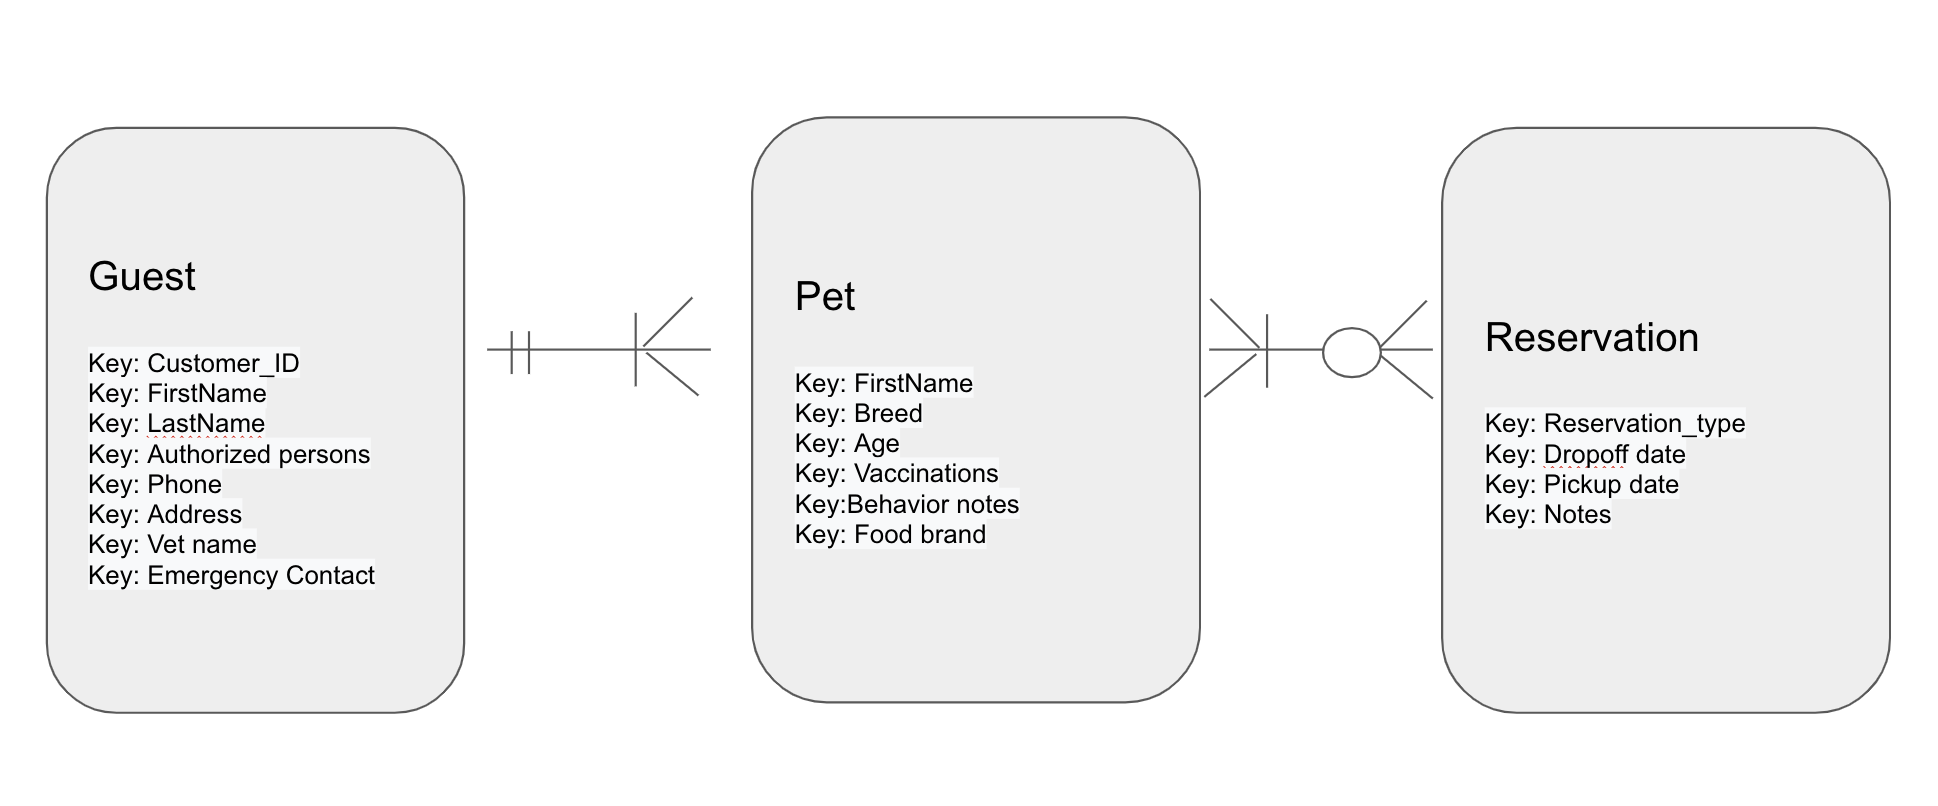 Guest
Key: Customer_ID
Key: FirstName
Key: LastName
Key: Authorized persons
Key: Phone
Key: Address
Key: Vet name
Key: Emergency Contact
Pet
Key: FirstName
Key: Breed
Key: Age
Key: Vaccinations
Key:Behavior notes
Key: Food brand
Reservation
Key: Reservation_type
Key: Dropoff date
Key: Pickup date
Key: Notes